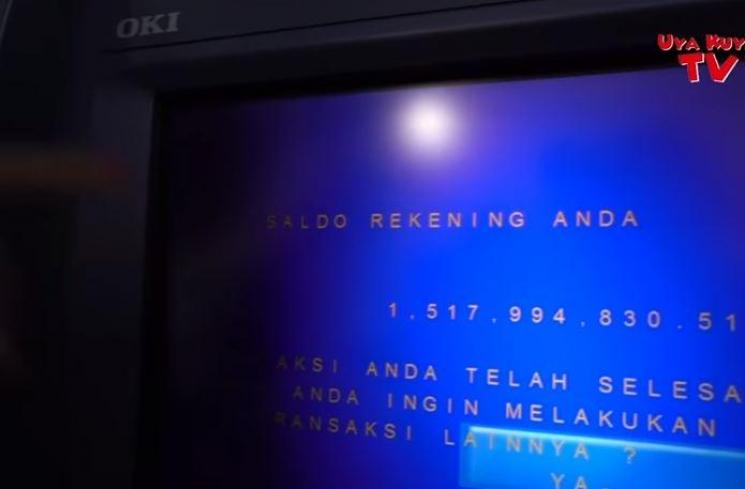 OKI
UYA KUY
TV
SALDO REKENING ANDA
1,517,994,830.51
AKSI ANDA TELAH SELESA
ANDA INGIN MELAKUKAN
RANSAKSI LAINNYA ?
YA